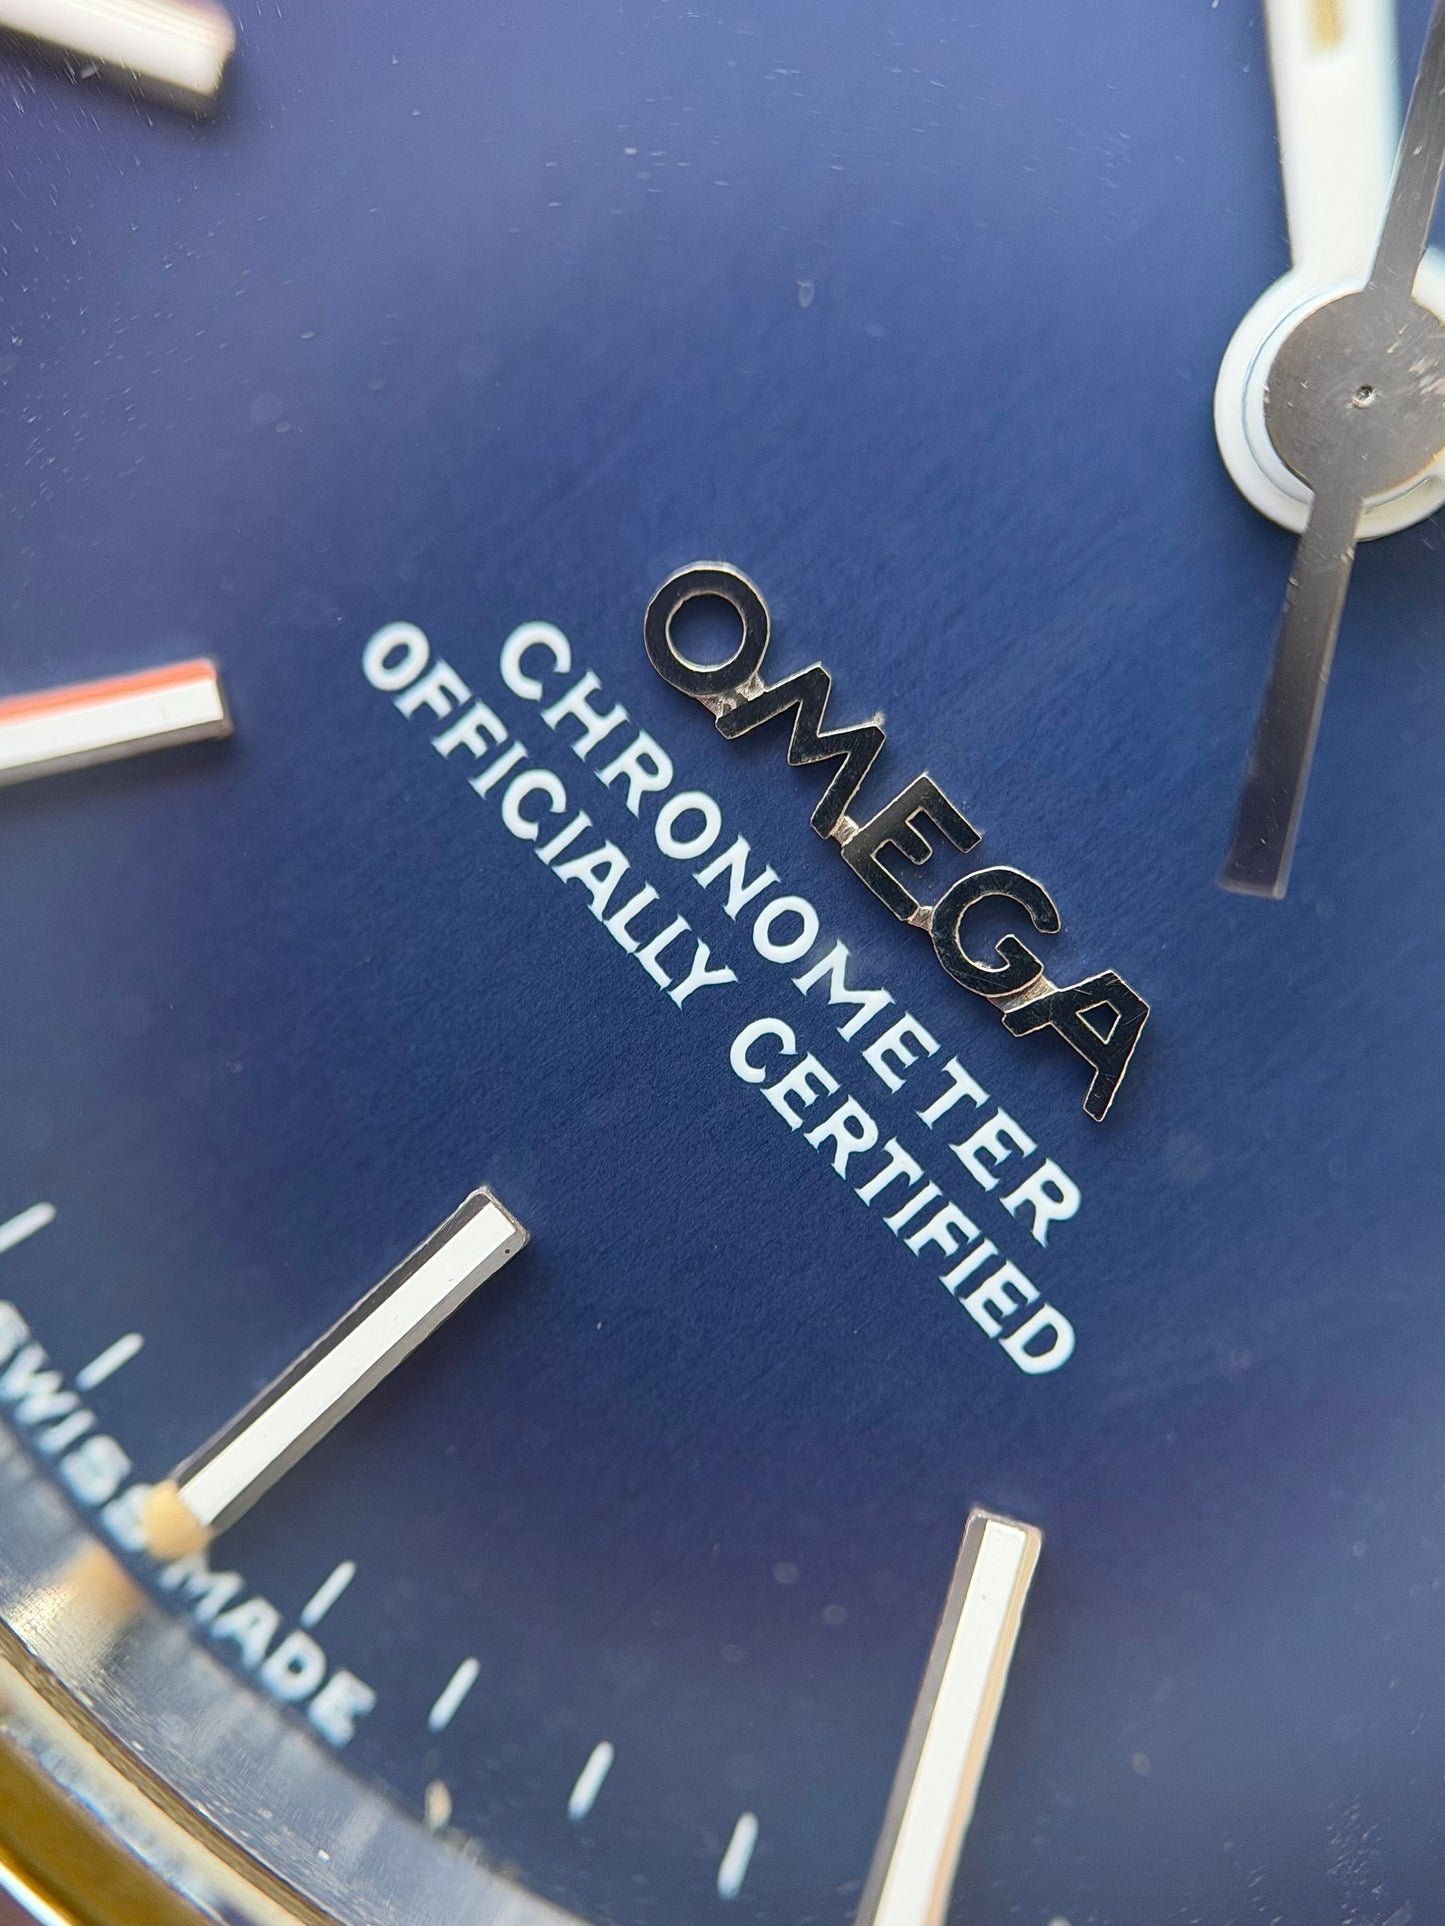 OMEGA
CHRONOMETER
OFFICIALLY CERTIFIED
SWISS MADE